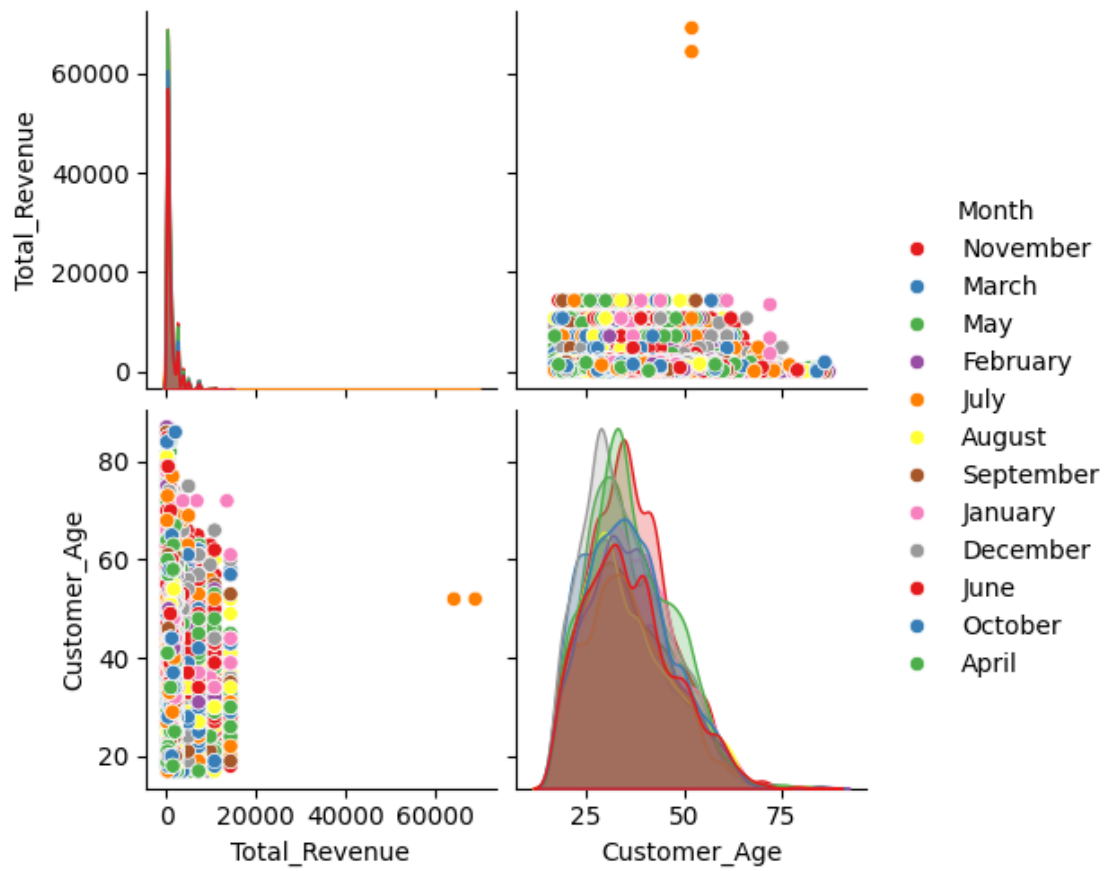 Total_Revenue
60000
40000
20000
0
Customer_Age
80
60
40
20
0 20000 40000 60000
Total_Revenue
25 50 75
Customer_Age
Month
November
March
May
February
July
August
September
January
December
June
October
April